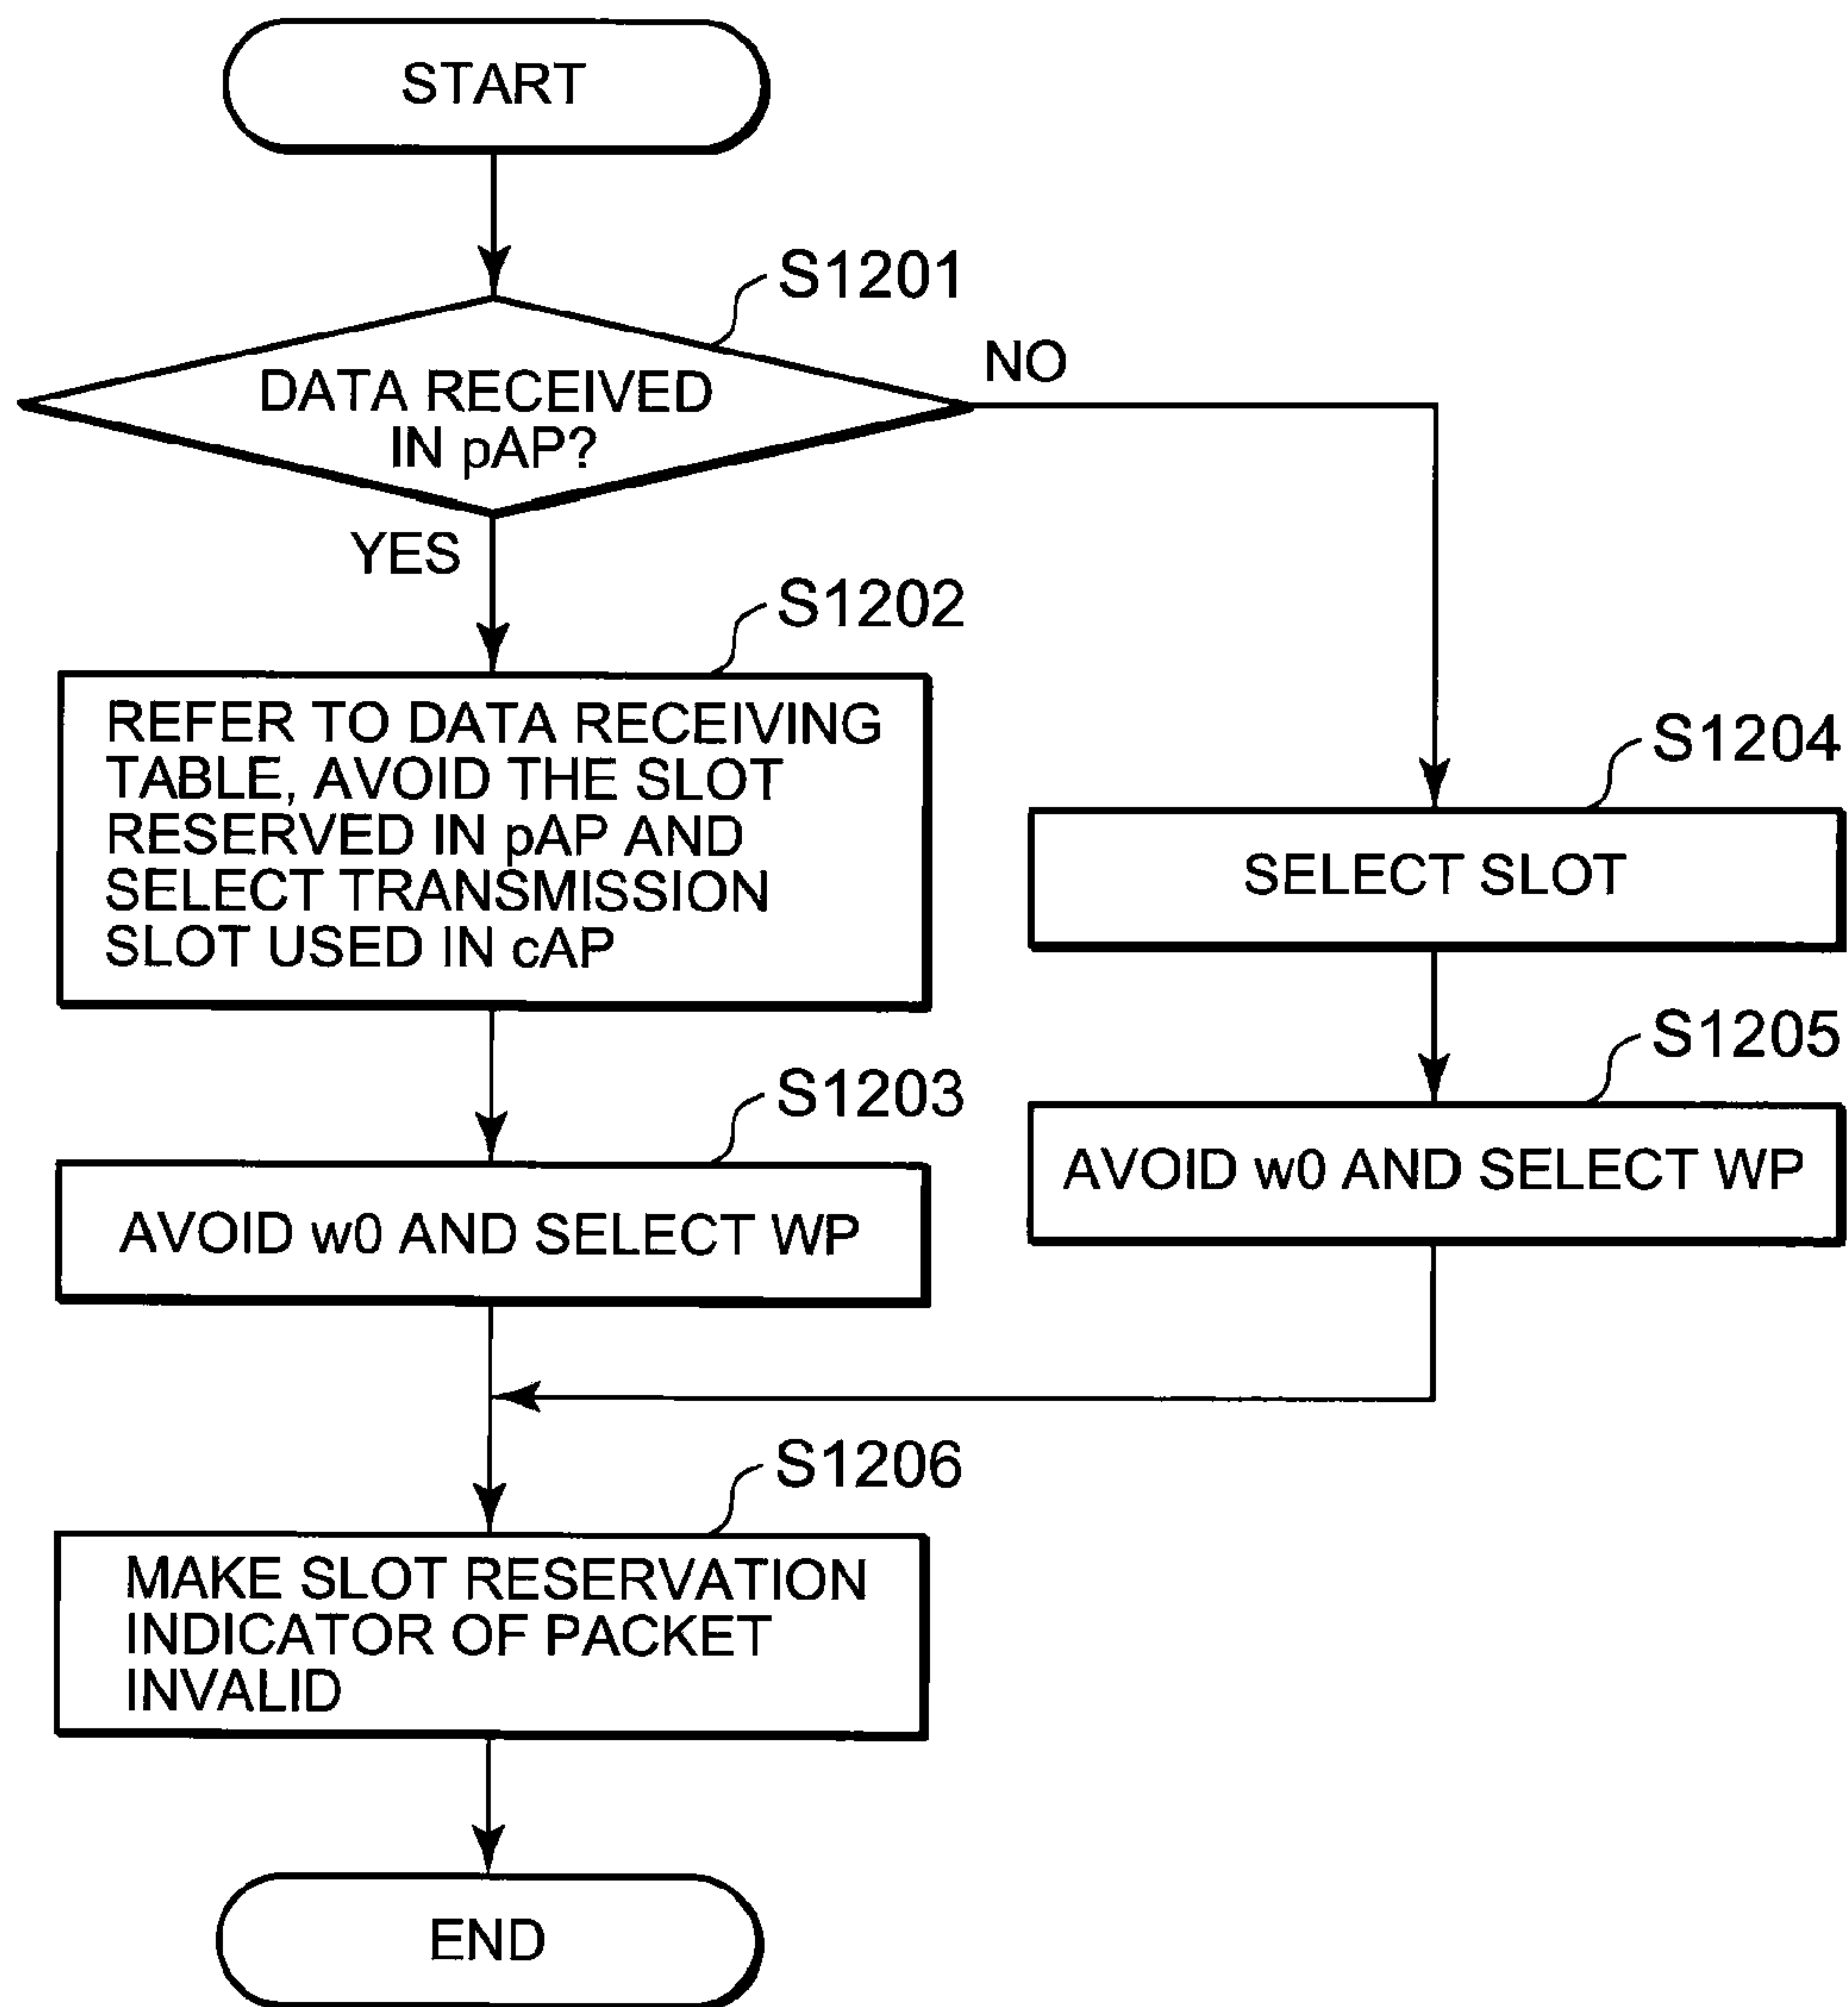 START
S1201
DATA RECEIVED
IN pAP?
NO
YES
S1202
REFER TO DATA RECEIVING
TABLE, AVOID THE SLOT
RESERVED IN pAP AND
SELECT TRANSMISSION
SLOT USED IN cAP
S1204
SELECT SLOT
S1203
AVOID w0 AND SELECT WP
S1205
AVOID w0 AND SELECT WP
S1206
MAKE SLOT RESERVATION
INDICATOR OF PACKET
INVALID
END